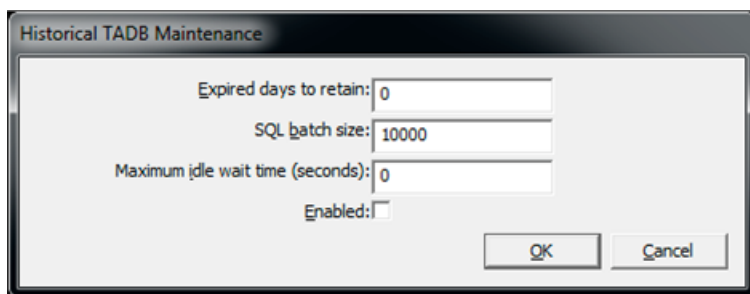 Historical TADB Maintenance
Expired days to retain: 0
SQL batch size: 10000
Maximum idle wait time (seconds): 0
Enabled:
OK Cancel